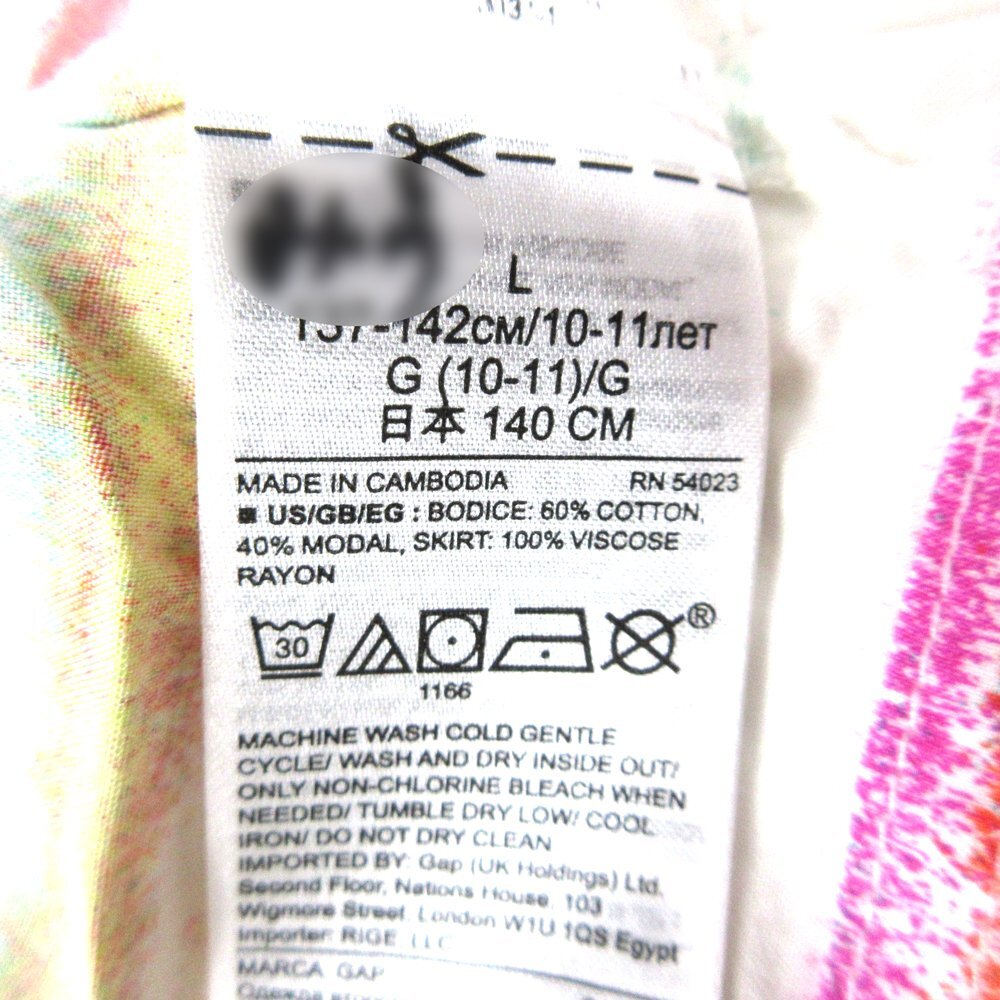 L
137-142см/10-11лет
G (10-11)/G
日本 140 CM
MADE IN CAMBODIA RN 54023
■ US/GB/EG : BODICE: 60% COTTON,
40% MODAL, SKIRT: 100% VISCOSE
RAYON
30
®
1166
MACHINE WASH COLD GENTLE
CYCLE/ WASH AND DRY INSIDE OUT/
ONLY NON-CHLORINE BLEACH WHEN
NEEDED/ TUMBLE DRY LOW/ COOL
IRON/ DO NOT DRY CLEAN
IMPORTED BY: Gap (UK Holdings) Ltd,
Second Floor, Nations House, 103
Wigmore Street, London W1U 1QS Egypt
Importer: RIGE, LLC
MARCA GAP
Одежда